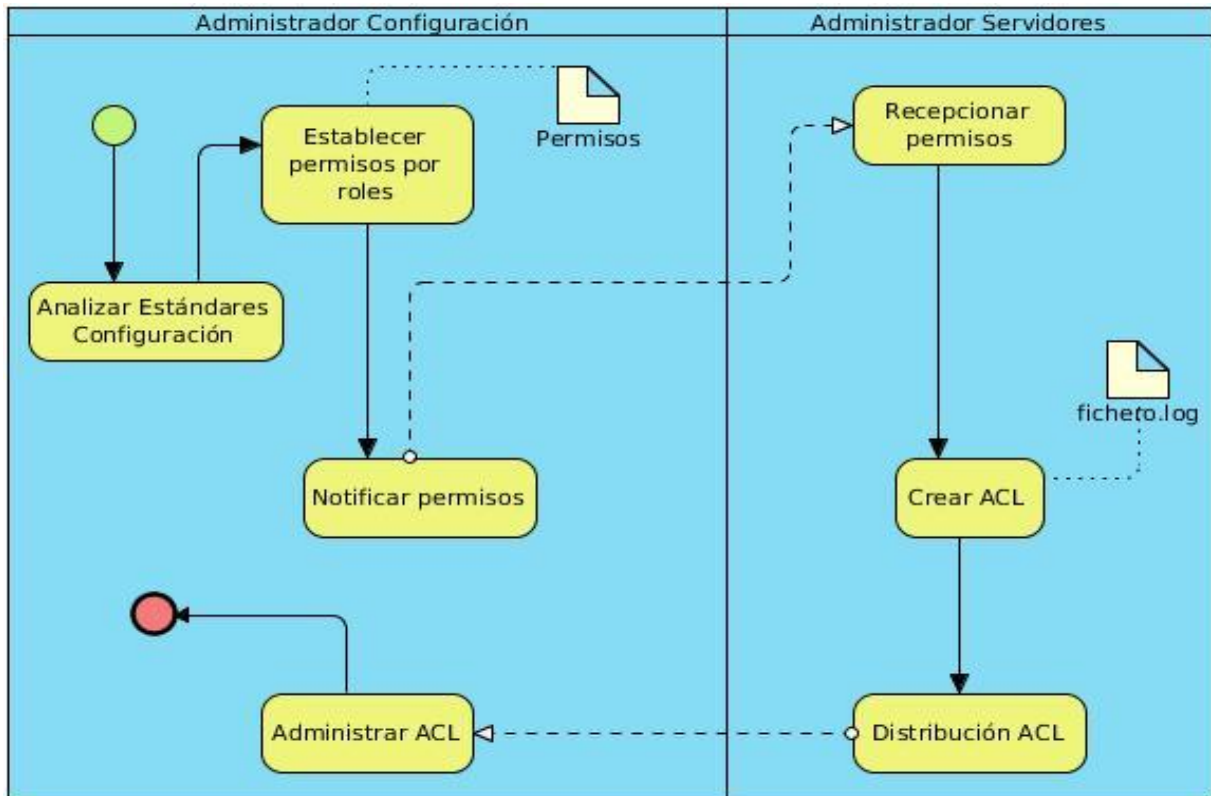 Administrador Configuración
Administrador Servidores
Establecer
permisos por
roles
Permisos
Recepcionar
permisos
Analizar Estándares
Configuración
fichero.log
Notificar permisos
Crear ACL
Administrar ACL
Distribución ACL